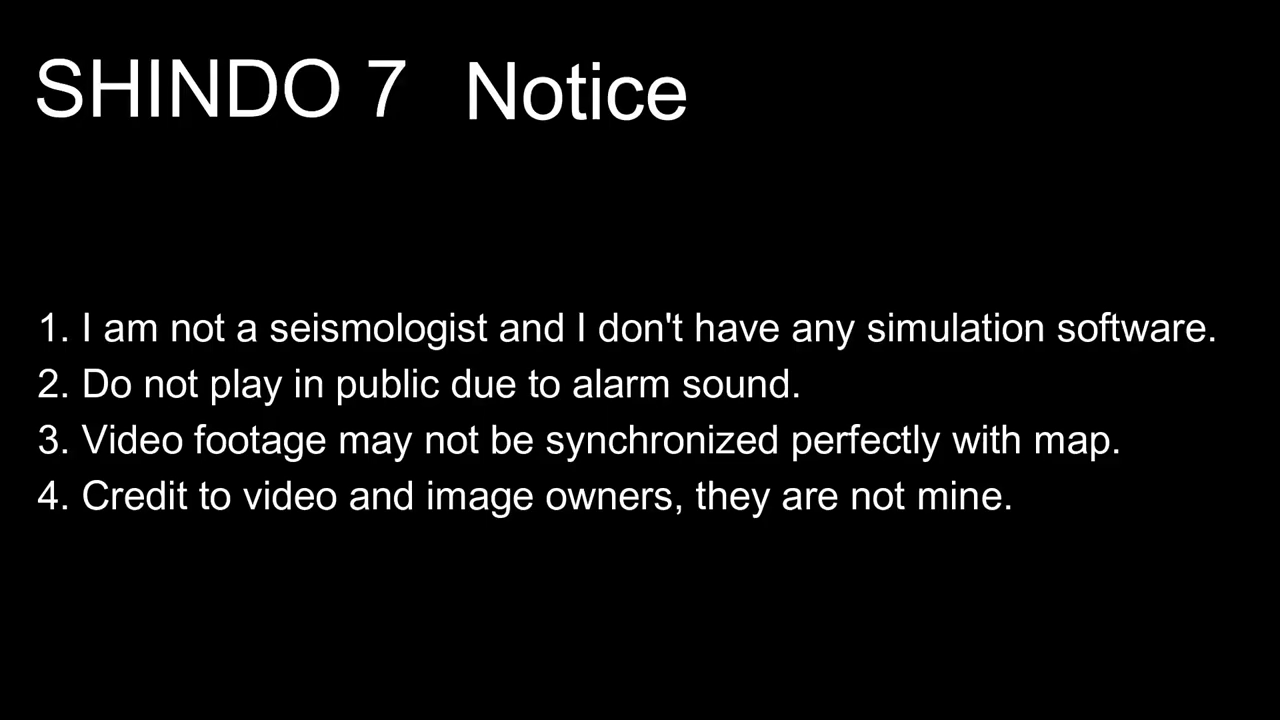 SHINDO 7 Notice
1. I am not a seismologist and I don't have any simulation software.
2. Do not play in public due to alarm sound.
3. Video footage may not be synchronized perfectly with map.
4. Credit to video and image owners, they are not mine.